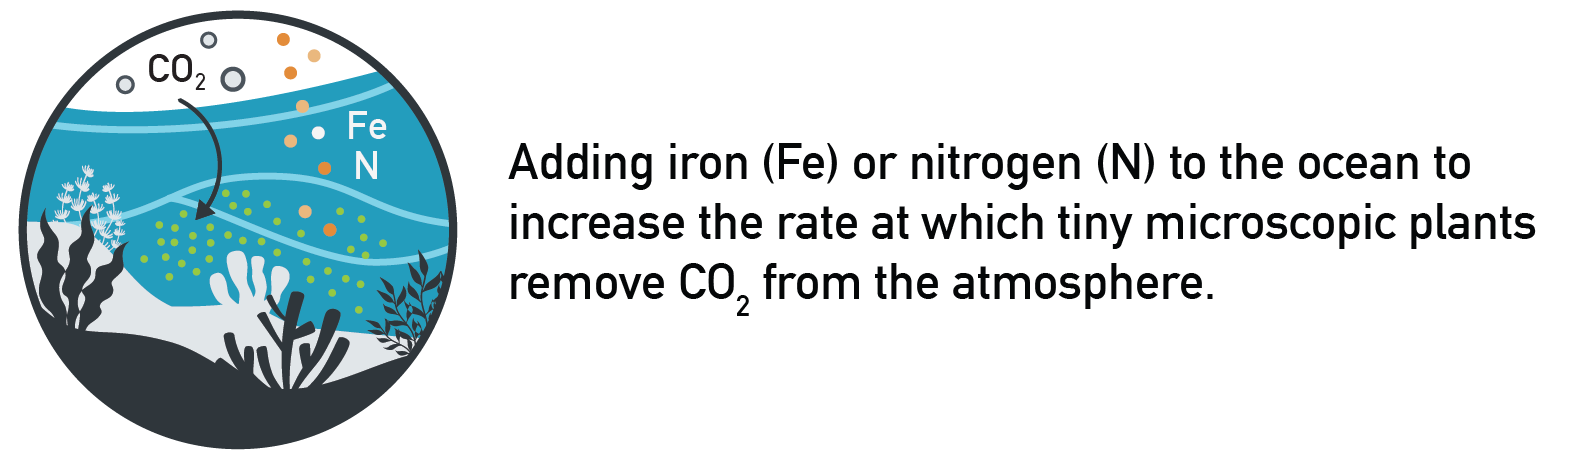 CO₂
Fe
N
Adding iron (Fe) or nitrogen (N) to the ocean to
increase the rate at which tiny microscopic plants
remove CO₂ from the atmosphere.